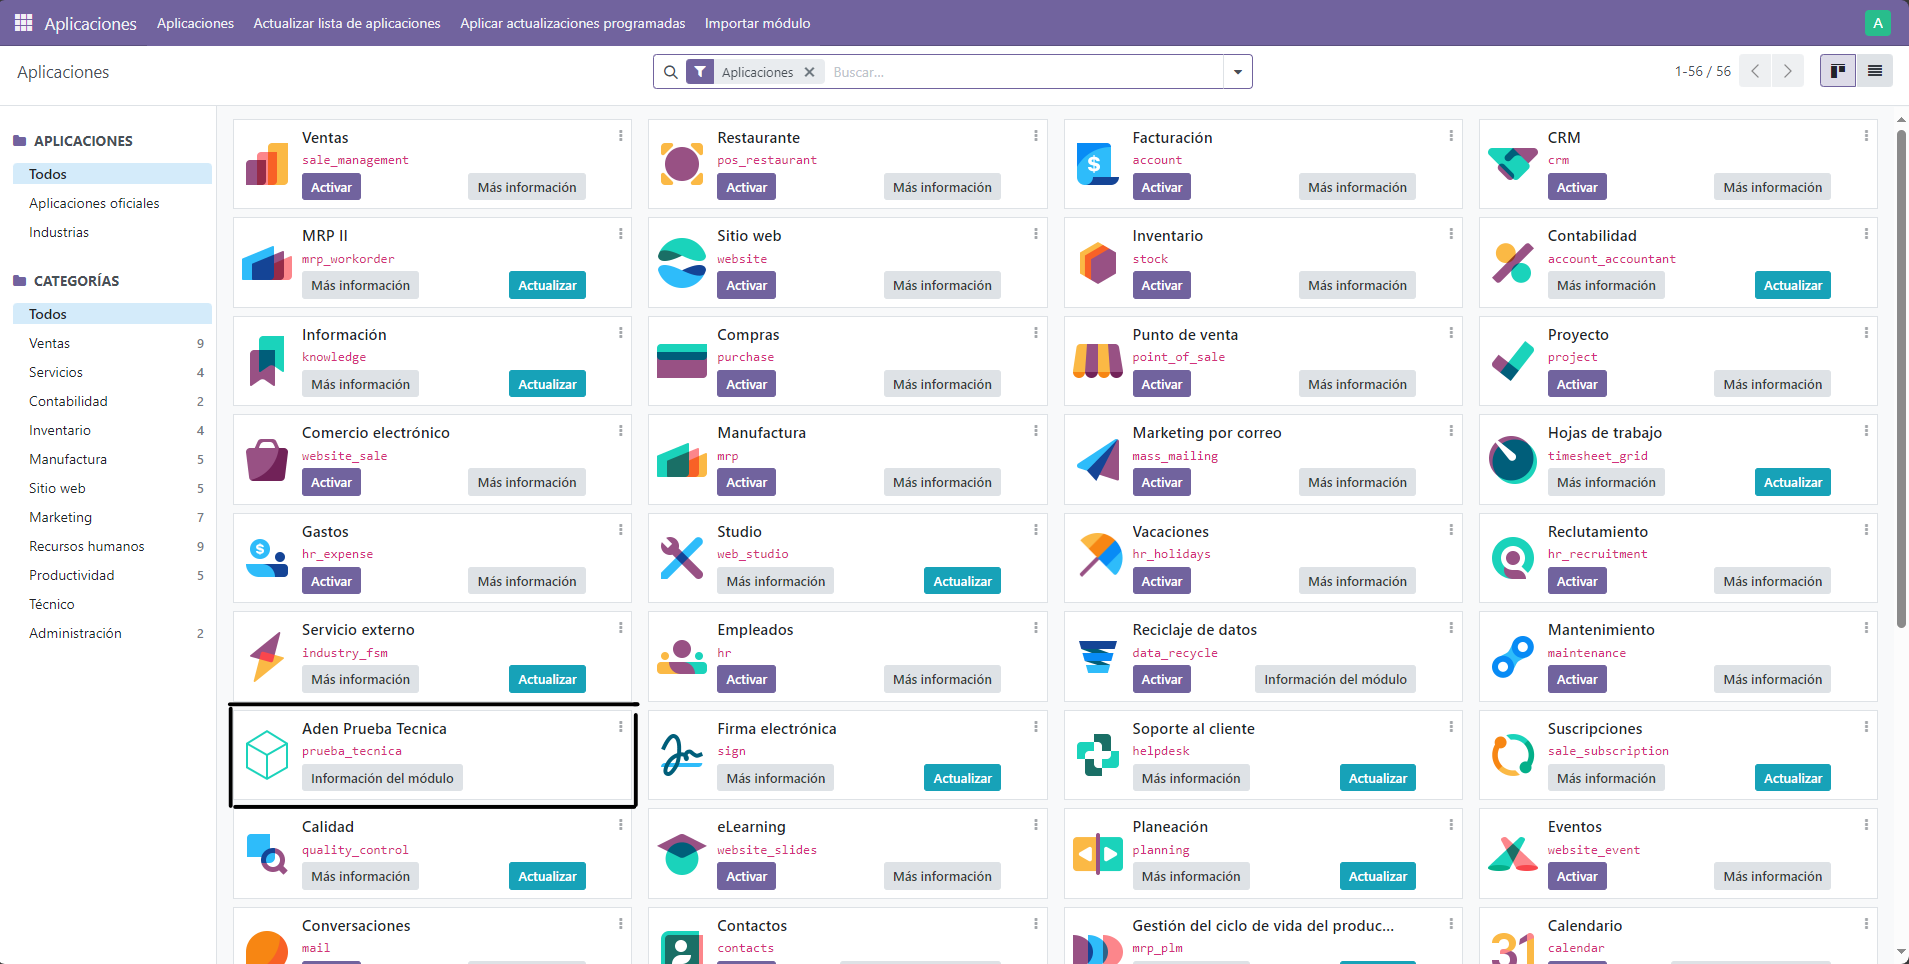 Aplicaciones Aplicaciones Actualizar lista de aplicaciones Aplicar actualizaciones programadas Importar módulo A
Aplicaciones
Aplicaciones Buscar...
1-56 / 56
APLICACIONES
Todos
Aplicaciones oficiales
Industrias
CATEGORÍAS
Todos
Ventas 9
Servicios 4
Contabilidad 2
Inventario 4
Manufactura 5
Sitio web 5
Marketing 7
Recursos humanos 9
Productividad 5
Técnico
Administración 2
Ventas
sale_management
Activar Más información
Restaurante
pos_restaurant
Activar Más información
Facturación
account
Activar Más información
CRM
crm
Activar Más información
MRP II
mrp_workorder
Más información Actualizar
Sitio web
website
Activar Más información
Inventario
stock
Activar Más información
Contabilidad
account_accountant
Más información Actualizar
Información
knowledge
Más información Actualizar
Compras
purchase
Activar Más información
Punto de venta
point_of_sale
Activar Más información
Proyecto
project
Activar Más información
Comercio electrónico
website_sale
Activar Más información
Manufactura
mrp
Activar Más información
Marketing por correo
mass_mailing
Activar Más información
Hojas de trabajo
timesheet_grid
Más información Actualizar
Gastos
hr_expense
Activar Más información
Studio
web_studio
Más información Actualizar
Vacaciones
hr_holidays
Activar Más información
Reclutamiento
hr_recruitment
Activar Más información
Servicio externo
industry_fsm
Más información Actualizar
Empleados
hr
Activar Más información
Reciclaje de datos
data_recycle
Activar Información del módulo
Mantenimiento
maintenance
Activar Más información
Aden Prueba Tecnica
prueba_tecnica
Información del módulo
Firma electrónica
sign
Más información Actualizar
Soporte al cliente
helpdesk
Más información Actualizar
Suscripciones
sale_subscription
Más información Actualizar
Calidad
quality_control
Más información Actualizar
eLearning
website_slides
Activar Más información
Planeación
planning
Más información Actualizar
Eventos
website_event
Activar Más información
Conversaciones
mail
Contactos
contacts
Gestión del ciclo de vida del produc...
mrp_plm
31
Calendario
calendar